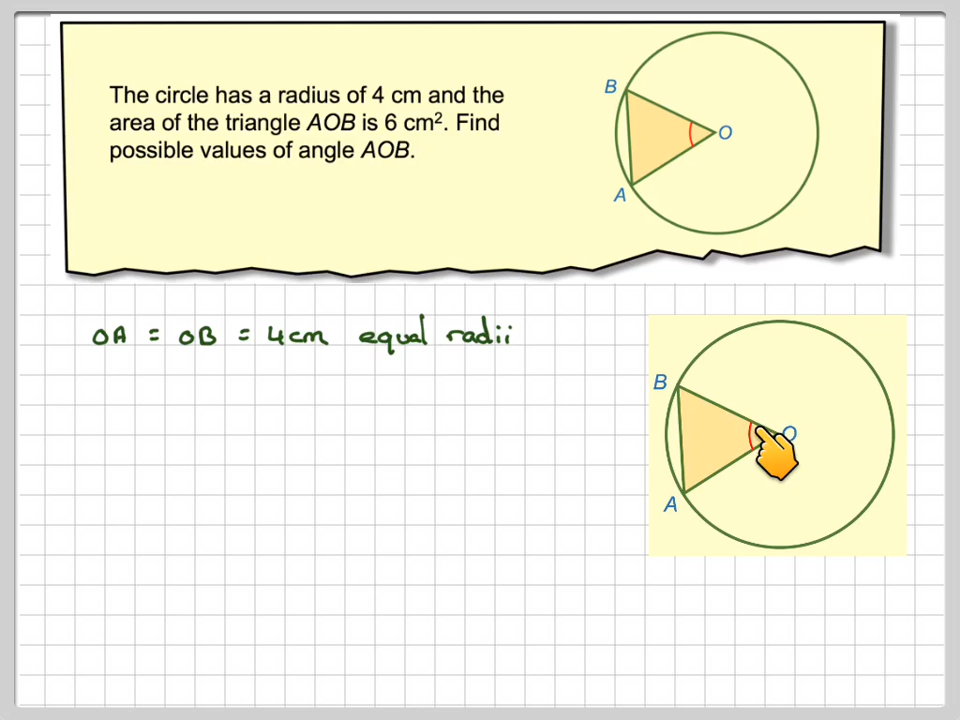 The circle has a radius of 4 cm and the
area of the triangle AOB is 6 cm². Find
possible values of angle AOB.
B
O
A
OA = OB = 4cm equal radii
B
O
A